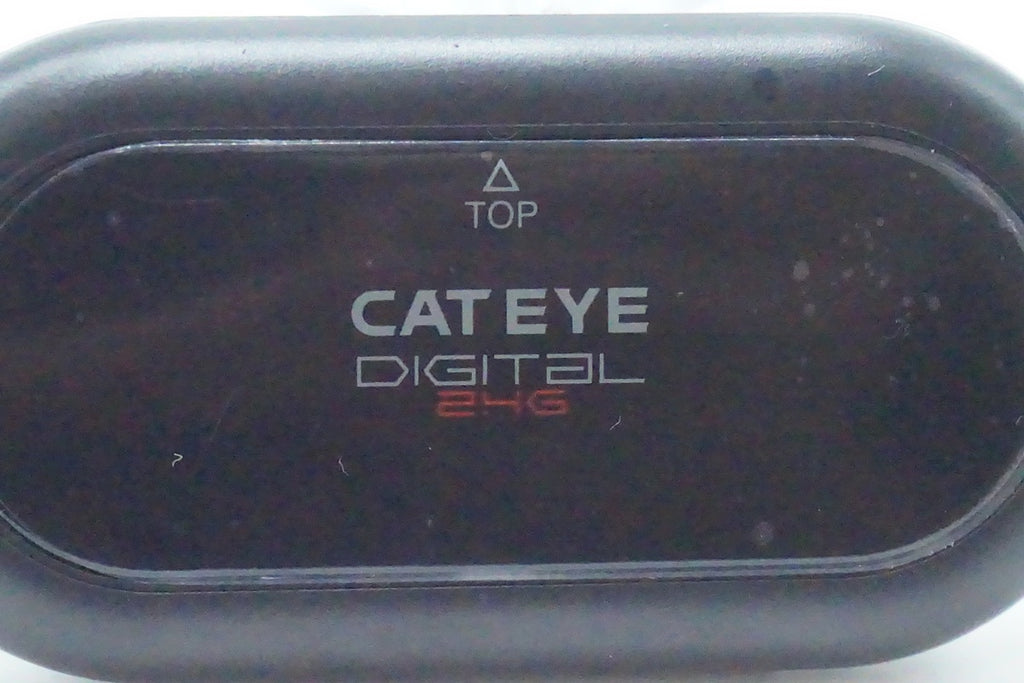 TOP
CATEYE
DIGITAL
2.4G